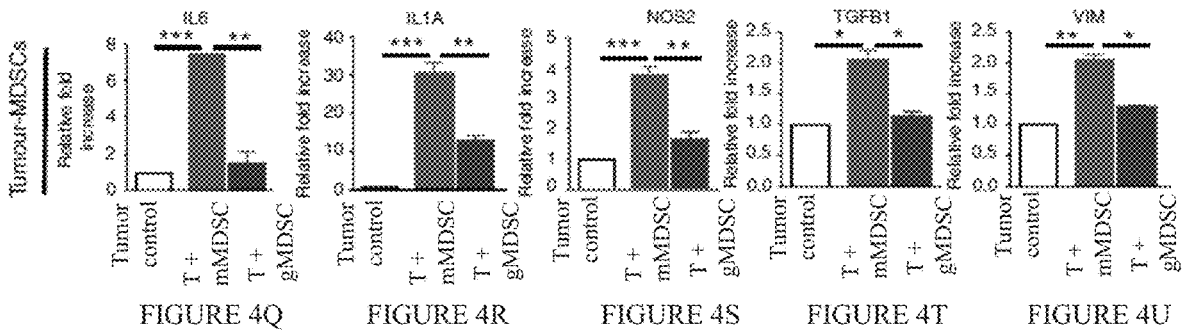 Tumour-MDSCs
IL6
*** **
Relative fold
increase
8
6
4
2
0
Tumor
control
T +
mMDSC
T +
gMDSC
FIGURE 4Q
IL1A
*** **
Relative fold increase
40
30
20
10
0
Tumor
control
T +
mMDSC
T +
gMDSC
FIGURE 4R
NOS2
*** **
Relative fold increase
5
4
3
2
1
0
Tumor
control
T +
mMDSC
T +
gMDSC
FIGURE 4S
TGFB1
* *
Relative fold increase
2.5
2.0
1.5
1.0
0.5
0.0
Tumor
control
T +
mMDSC
T +
gMDSC
FIGURE 4T
VIM
** *
Relative fold increase
2.5
2.0
1.5
1.0
0.5
0.0
Tumor
control
T +
mMDSC
T +
gMDSC
FIGURE 4U